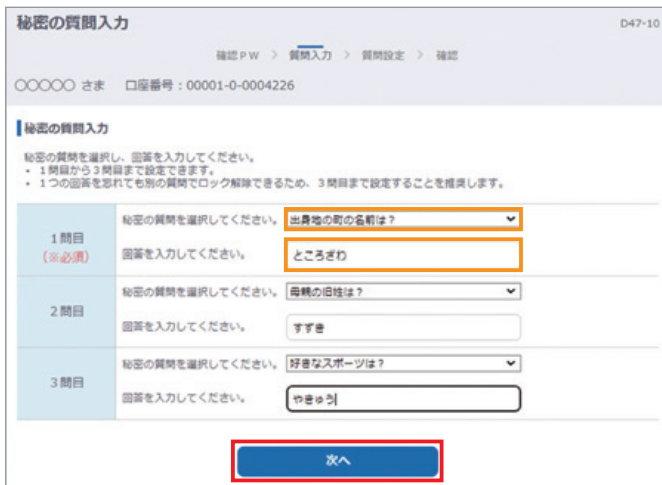 秘密の質問入力
D47-10
確認PW > 質問入力 > 質問設定 > 確認
○○○○○ さま 口座番号：00001-0-0004226
秘密の質問入力
秘密の質問を選択し、回答を入力してください。
・ 1問目から3問目まで設定できます。
・ 1つの回答を忘れても別の質問でロック解除できるため、3問目まで設定することを推奨します。
1問目
（※必須）
秘密の質問を選択してください。 出身地の町の名前は？
回答を入力してください。 ところざわ
2問目
秘密の質問を選択してください。 母親の旧姓は？
回答を入力してください。 すずき
3問目
秘密の質問を選択してください。 好きなスポーツは？
回答を入力してください。 やきゅう
次へ